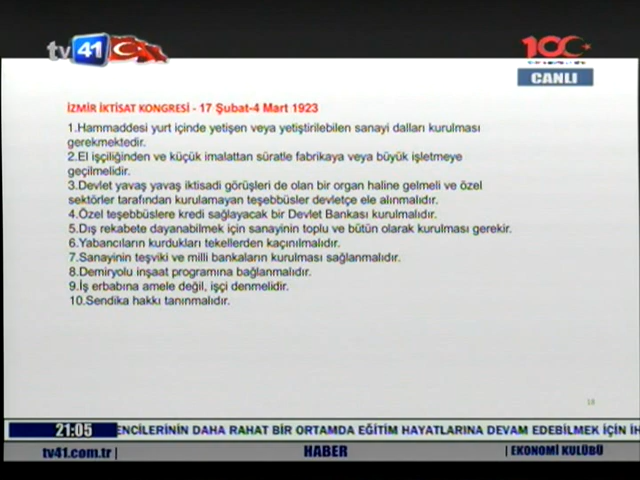 tv 41
100
CANLI
İZMİR İKTİSAT KONGRESİ - 17 Şubat-4 Mart 1923
1.Hammaddesi yurt içinde yetişen veya yetiştirilebilen sanayi dalları kurulması
gerekmektedir.
2.El işçiliğinden ve küçük imalattan süratle fabrikaya veya büyük işletmeye
geçilmelidir.
3.Devlet yavaş yavaş iktisadi görüşleri de olan bir organ haline gelmeli ve özel
sektörler tarafından kurulamayan teşebbüsler devletçe ele alınmalıdır.
4.Özel teşebbüslere kredi sağlayacak bir Devlet Bankası kurulmalıdır.
5.Dış rekabete dayanabilmek için sanayinin toplu ve bütün olarak kurulması gerekir.
6.Yabancıların kurdukları tekellerden kaçınılmalıdır.
7.Sanayinin teşviki ve milli bankaların kurulması sağlanmalıdır.
8.Demiryolu inşaat programına bağlanmalıdır.
9.İş erbabına amele değil, işçi denmelidir.
10.Sendika hakkı tanınmalıdır.
18
21:05 ENCİLERİNİN DAHA RAHAT BİR ORTAMDA EĞİTİM HAYATLARINA DEVAM EDEBİLMEK İÇİN İH
tv41.com.tr | HABER | EKONOMİ KULÜBÜ